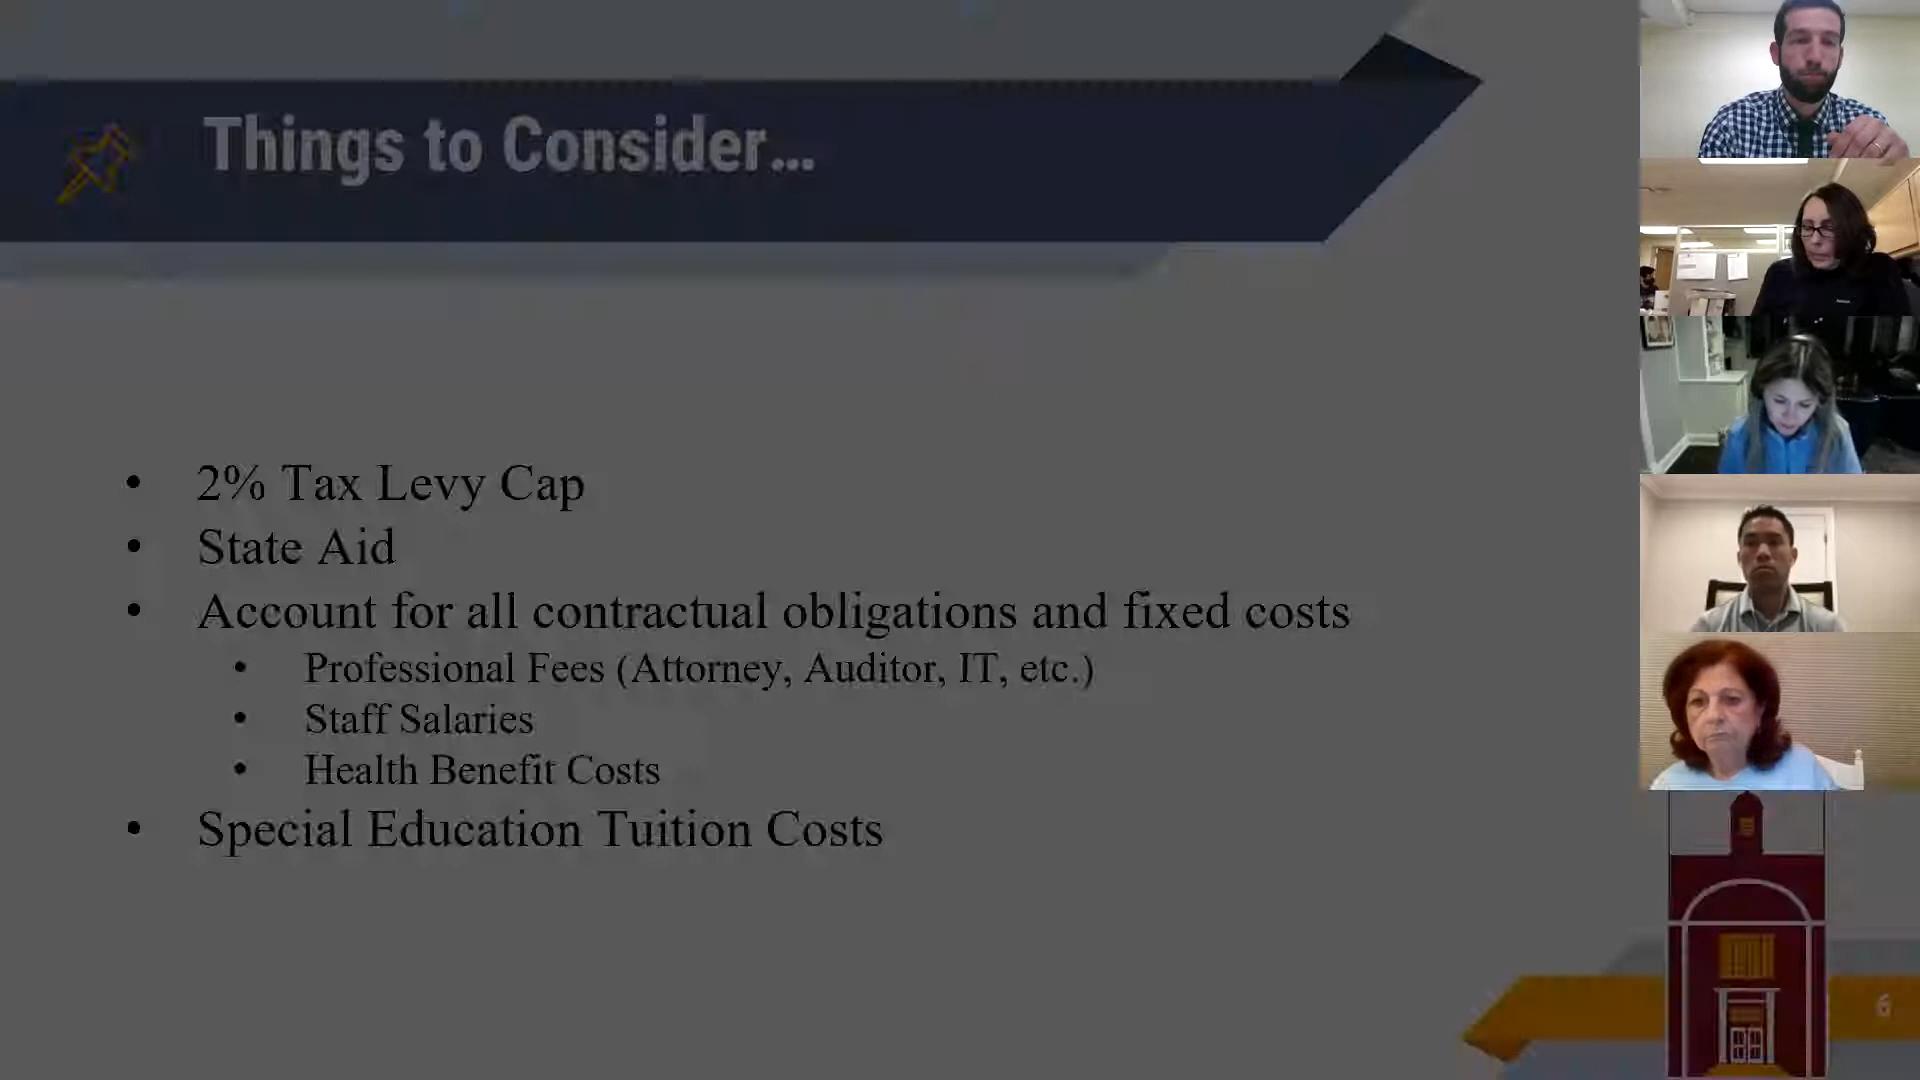 Things to Consider...
• 2% Tax Levy Cap
• State Aid
• Account for all contractual obligations and fixed costs
• Professional Fees (Attorney, Auditor, IT, etc.)
• Staff Salaries
• Health Benefit Costs
• Special Education Tuition Costs
6